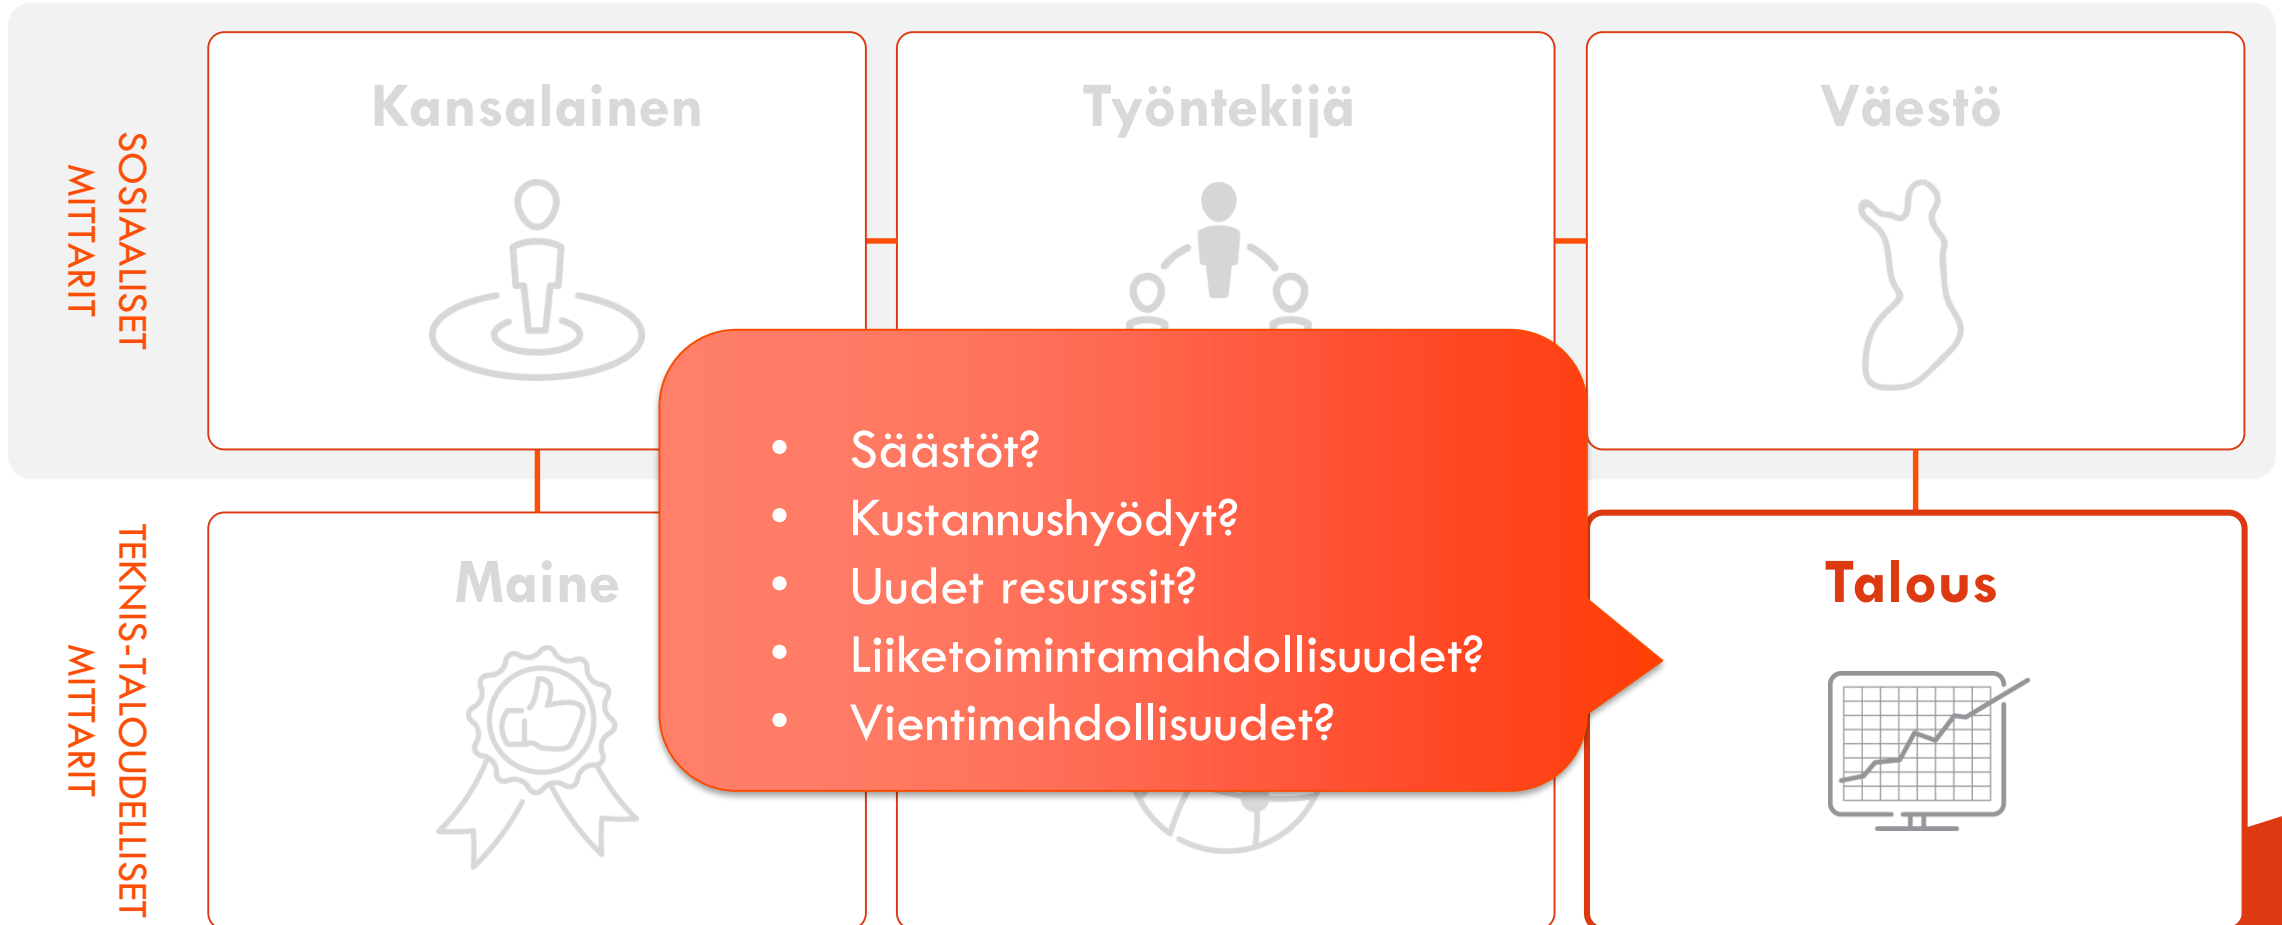 SOSIAALISET
MITTARIT
Kansalainen
Työntekijä
Väestö
TEKNIS-TALOUDELLISET
MITTARIT
Maine
• Säästöt?
• Kustannushyödyt?
• Uudet resurssit?
• Liiketoimintamahdollisuudet?
• Vientimahdollisuudet?
Talous